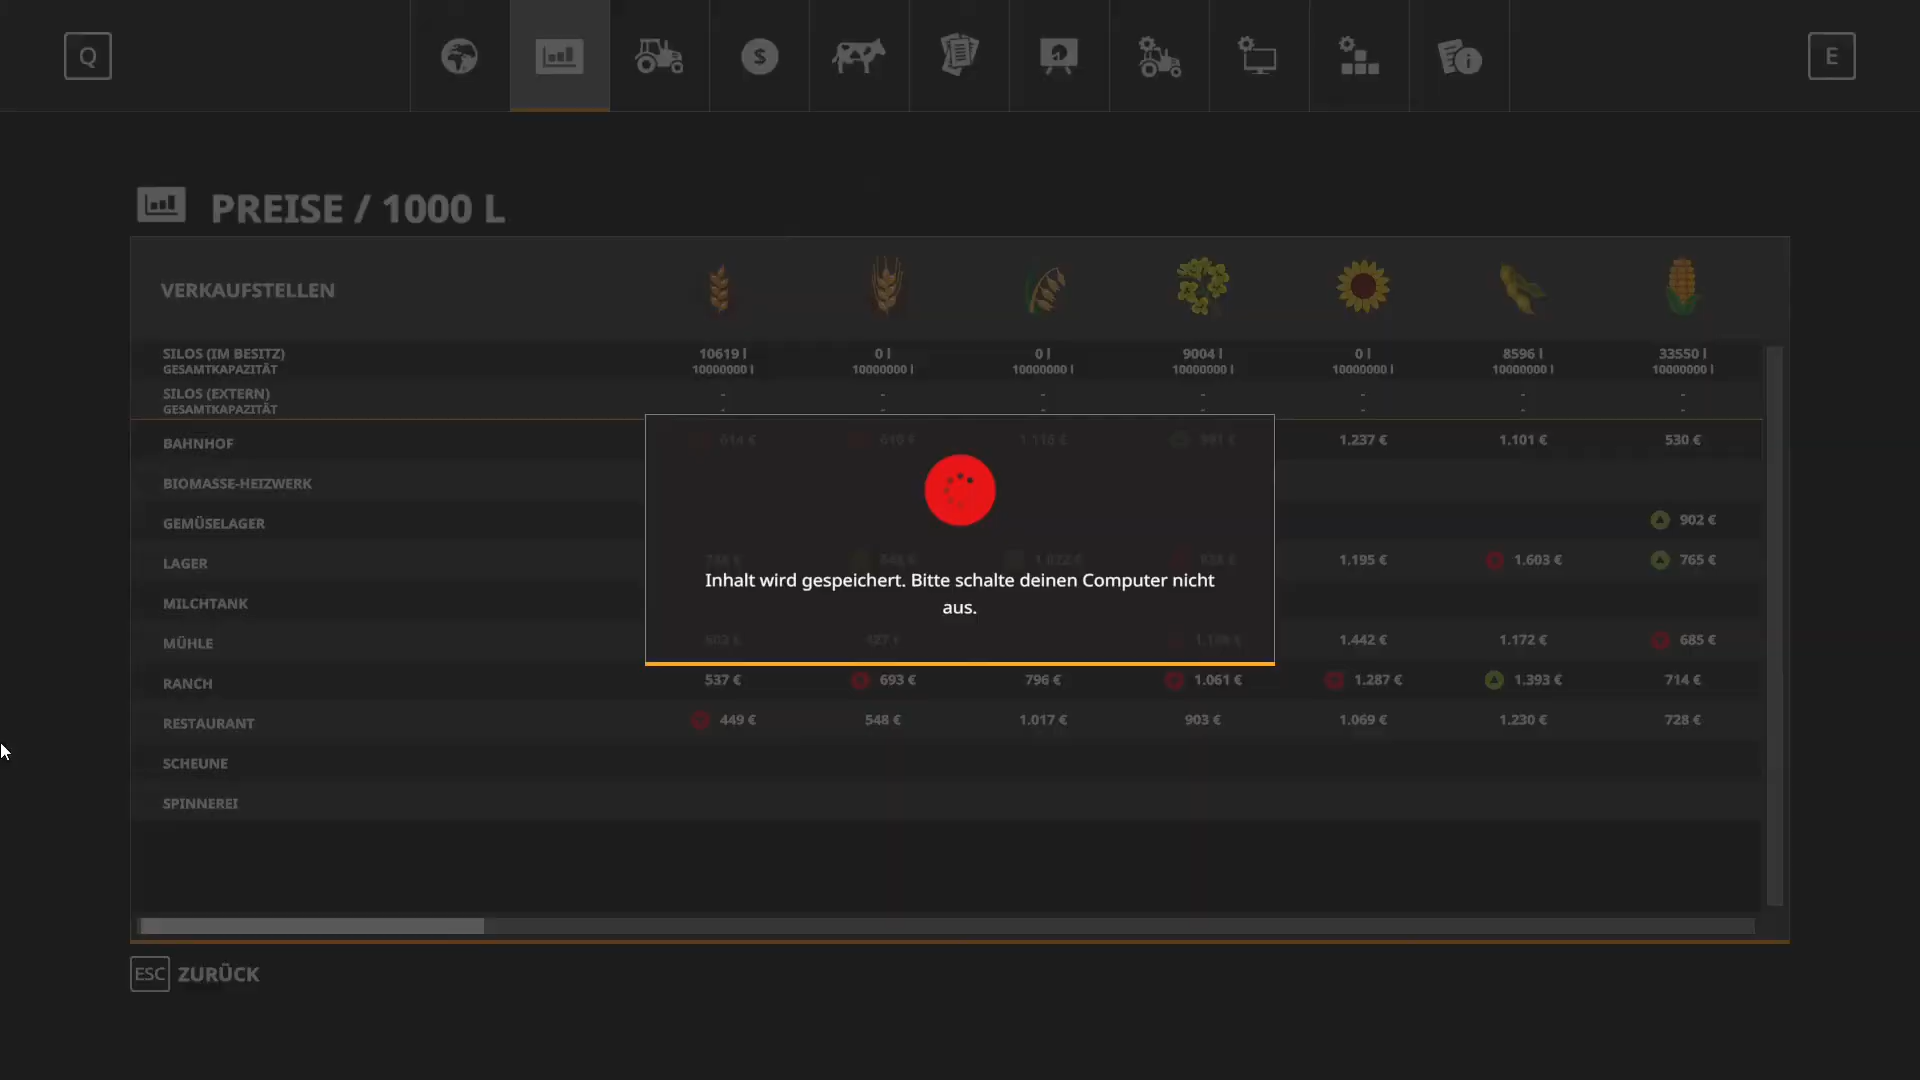 Q
E
PREISE / 1000 L
VERKAUFSTELLEN
SILOS (IM BESITZ) 10619 l 0 l 0 l 9004 l 0 l 8596 l 33550 l
GESAMTKAPAZITÄT 10000000 l 10000000 l 10000000 l 10000000 l 10000000 l 10000000 l 10000000 l
SILOS (EXTERN) - - - - - - -
GESAMTKAPAZITÄT - - - - - - -
BAHNHOF 1.237 € 1.101 € 530 €
BIOMASSE-HEIZWERK
GEMÜSELAGER 902 €
LAGER 1.195 € 1.603 € 765 €
Inhalt wird gespeichert. Bitte schalte deinen Computer nicht
aus.
MILCHTANK
MÜHLE 1.442 € 1.172 € 685 €
RANCH 537 € 693 € 796 € 1.061 € 1.287 € 1.393 € 714 €
RESTAURANT 449 € 548 € 1.017 € 903 € 1.069 € 1.230 € 728 €
SCHEUNE
SPINNEREI
ESC ZURÜCK